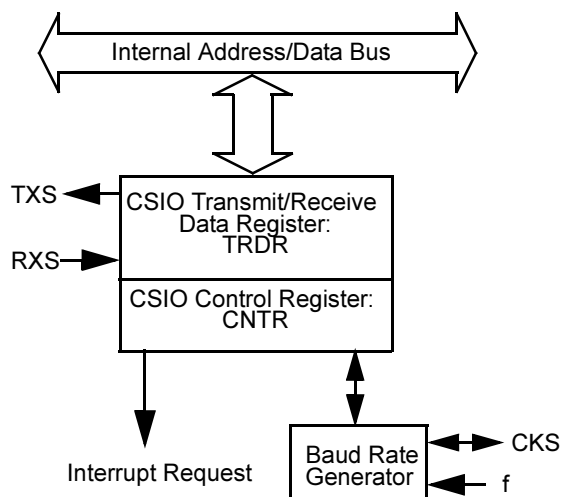 Internal Address/Data Bus
TXS
CSIO Transmit/Receive
Data Register:
TRDR
RXS
CSIO Control Register:
CNTR
Interrupt Request
Baud Rate
Generator
CKS
f